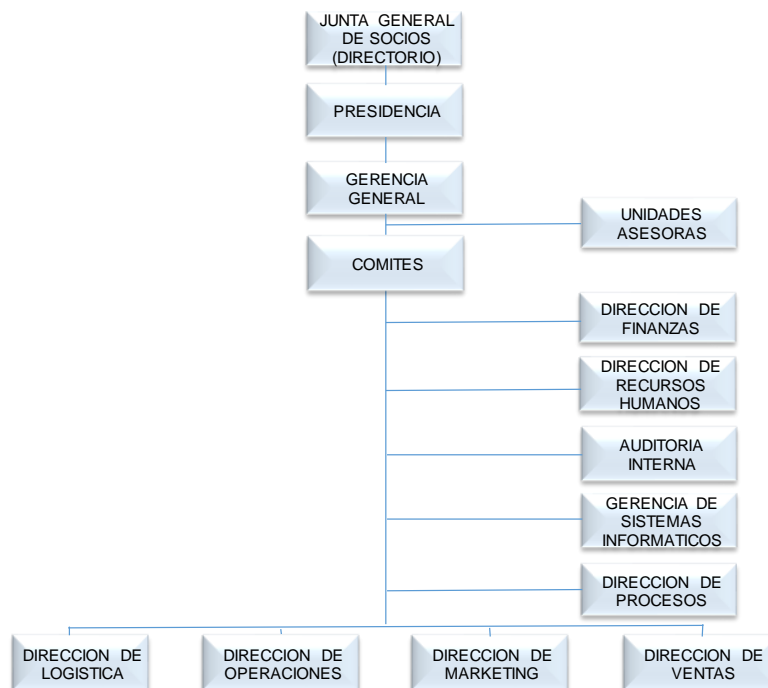 JUNTA GENERAL
DE SOCIOS
(DIRECTORIO)
PRESIDENCIA
GERENCIA
GENERAL
UNIDADES
ASESORAS
COMITES
DIRECCION DE
FINANZAS
DIRECCION DE
RECURSOS
HUMANOS
AUDITORIA
INTERNA
GERENCIA DE
SISTEMAS
INFORMATICOS
DIRECCION DE
PROCESOS
DIRECCION DE
LOGISTICA
DIRECCION DE
OPERACIONES
DIRECCION DE
MARKETING
DIRECCION DE
VENTAS